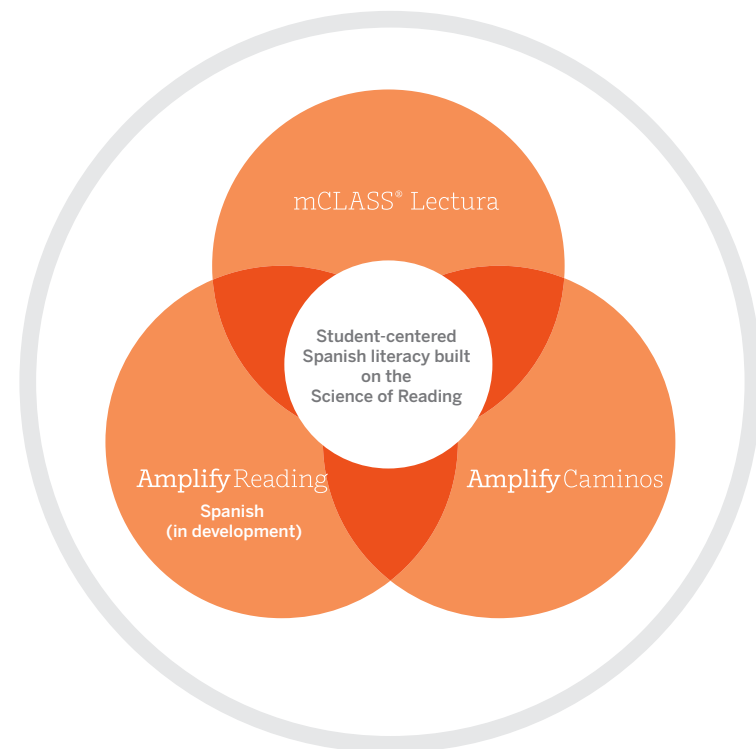 mCLASS® Lectura
Student-centered
Spanish literacy built
on the
Science of Reading
Amplify Reading
Spanish
(in development)
Amplify Caminos